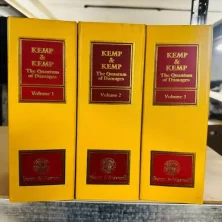 KEMP
&
KEMP
The Quantum
of Damages
Volume 1
KEMP
&
KEMP
The Quantum
of Damages
Volume 2
KEMP
&
KEMP
The Quantum
of Damages
Volume 3